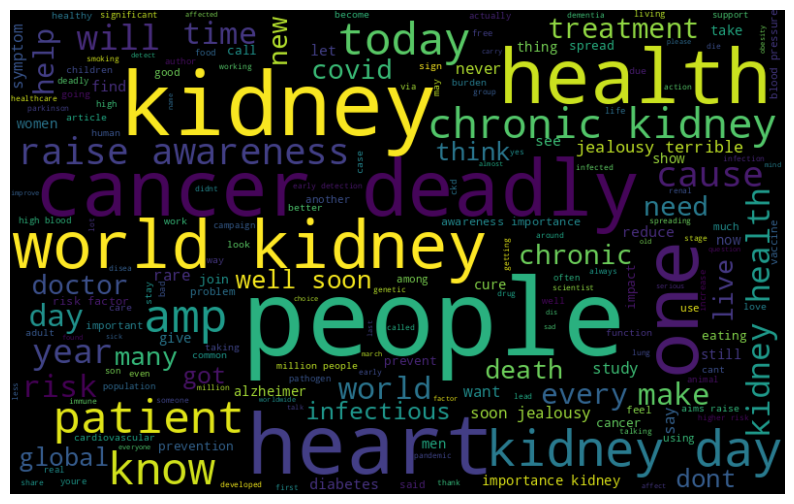 healthy significant affected become dementia living support
symptom help will time new today treatment take blood pressure
author food call let free carry please die obesity
smoking detect working actually thing spread
deadly children good covid never sign due burden
healthcare going find via action
parkinson high
kidney health
women article name may group life
human case chronic kidney
raise awareness think see jealousy terrible
almost yes show infected infection mind
cancer deadly cause
improve didnt early detection ckd renal
lot another better need reduce spreading much now
high blood work campaign awareness importance
world kidney look way around old stage vaccine
getting chronic one live kidney health
doctor rare join well soon among cure often always impact
stay bad problem genetic drug scientist well use love
risk factor care choice
day important give amp people dis sad function eating
adult sick taking called last
year many common million people march prevent death study lung still
risk son even got alzheimer pathogen early cant animal
less population million world want every make serious
immune someone worldwide factor lead feel aims raise higher risk
patient infectious soon jealousy cancer say
cardiovascular everyone talk men talking using
global prevention heart kidney day
real know diabetes said pandemic affect importance kidney dont
share youre developed first thank